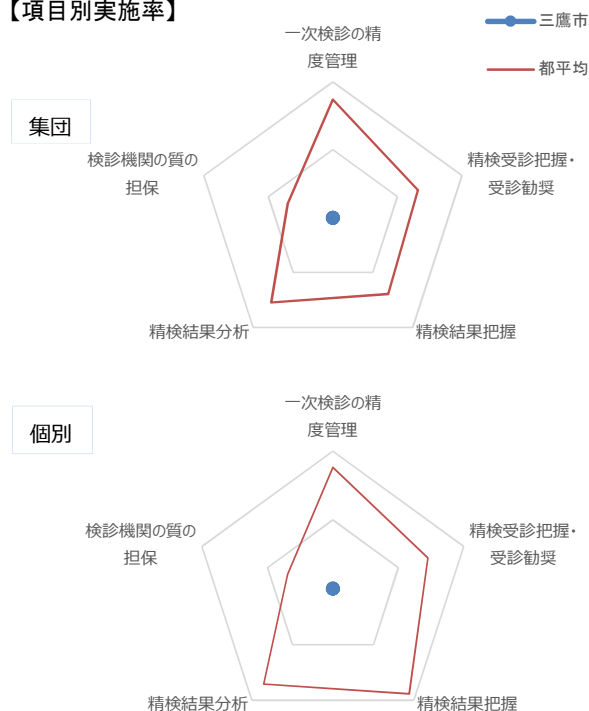 【項目別実施率】
三鷹市
都平均
集団
一次検診の精
度管理
精検受診把握・
受診勧奨
精検結果把握
精検結果分析
検診機関の質の
担保
個別
一次検診の精
度管理
精検受診把握・
受診勧奨
精検結果把握
精検結果分析
検診機関の質の
担保